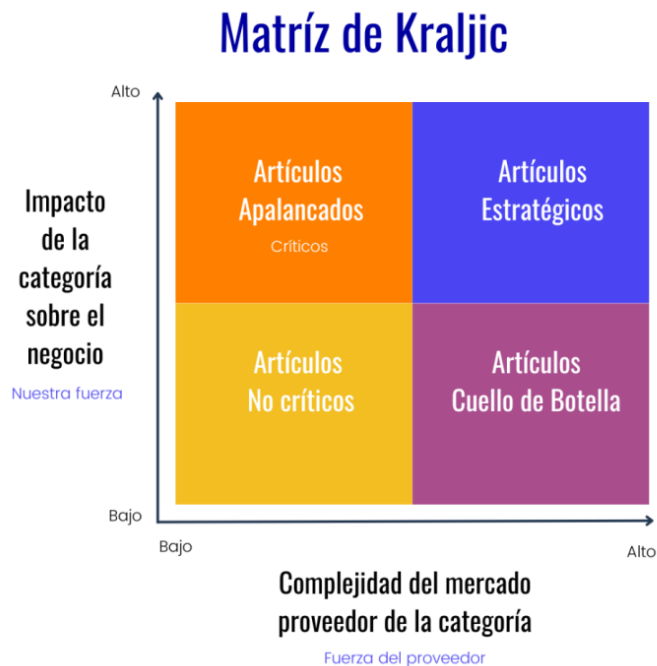 Matríz de Kraljic
Alto
Impacto
de la
categoría
sobre el
negocio
Nuestra fuerza
Artículos
Apalancados
Críticos
Artículos
Estratégicos
Artículos
No críticos
Artículos
Cuello de Botella
Bajo
Bajo
Alto
Complejidad del mercado
proveedor de la categoría
Fuerza del proveedor